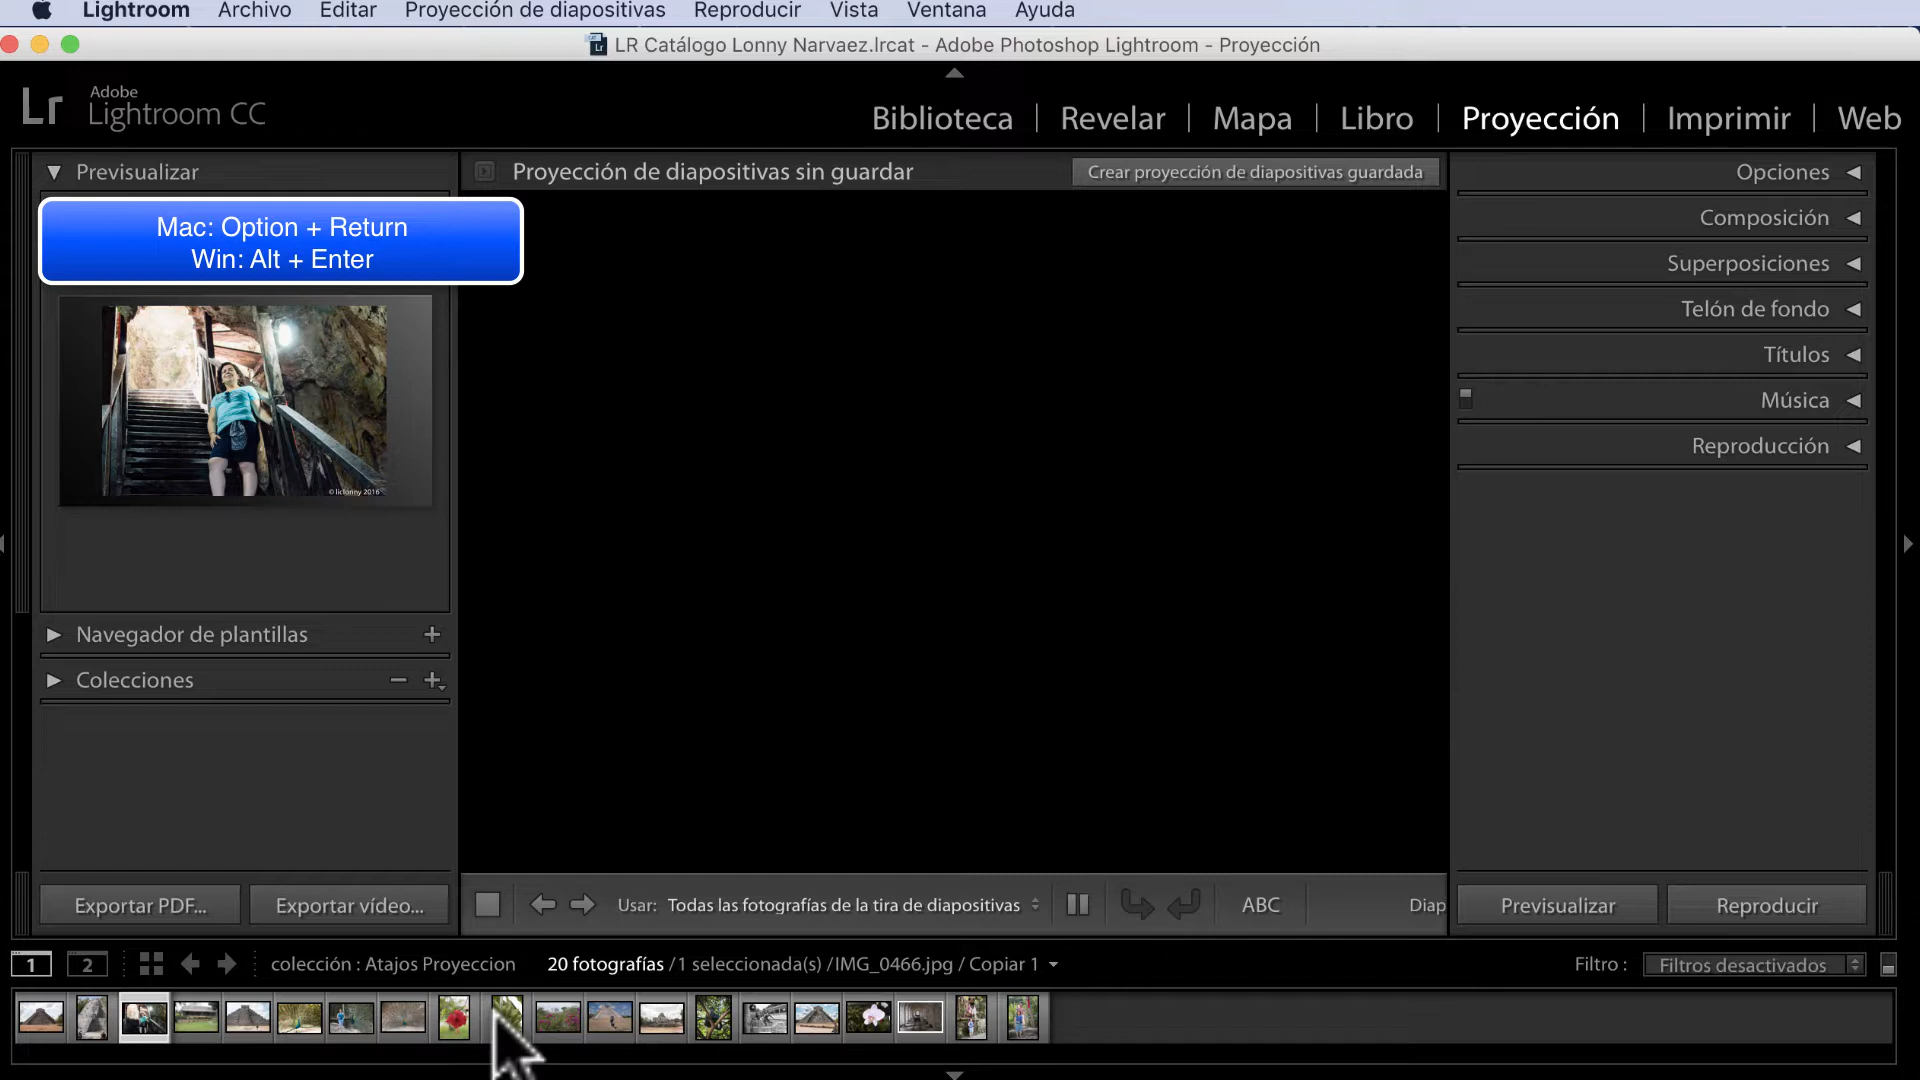 Lightroom Archivo Editar Proyección de diapositivas Reproducir Vista Ventana Ayuda
LR Catálogo Lonny Narvaez.lrcat - Adobe Photoshop Lightroom - Proyección
Lr Adobe
Lightroom CC
Biblioteca | Revelar | Mapa | Libro | Proyección | Imprimir | Web
Previsualizar
Proyección de diapositivas sin guardar
Crear proyección de diapositivas guardada
Mac: Option + Return
Win: Alt + Enter
© liclonny 2016
Navegador de plantillas
Colecciones
Exportar PDF...
Exportar vídeo...
Usar: Todas las fotografías de la tira de diapositivas
ABC
Diap
Opciones
Composición
Superposiciones
Telón de fondo
Títulos
Música
Reproducción
Previsualizar
Reproducir
1 2 colección : Atajos Proyeccion 20 fotografías /1 seleccionada(s) /IMG_0466.jpg / Copiar 1
Filtro : Filtros desactivados